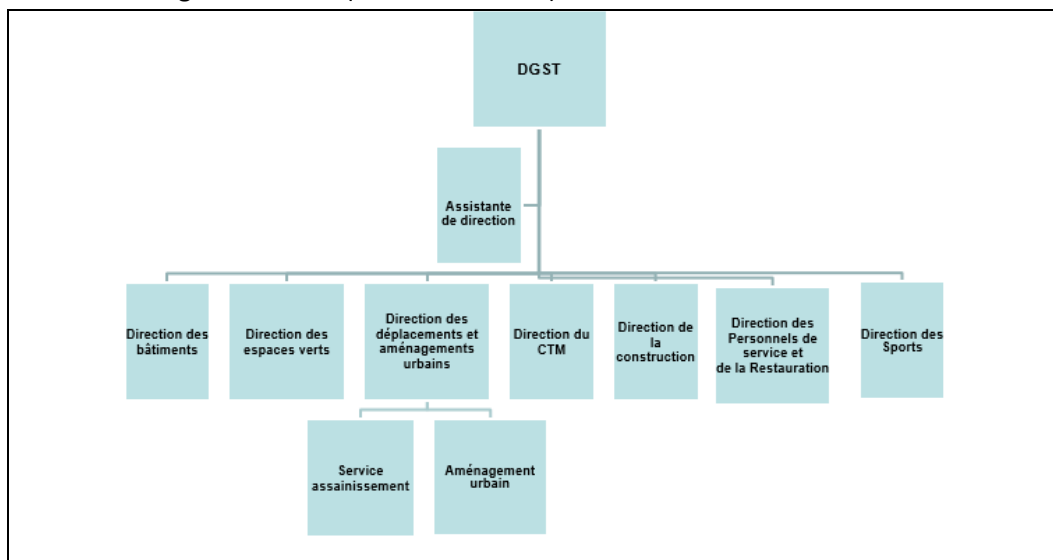 DGST
Assistante
de direction
Direction des
bâtiments
Direction des
espaces verts
Direction des
déplacements et
aménagements
urbains
Direction du
CTM
Direction de
la
construction
Direction des
Personnels de
service et
de la Restauration
Direction des
Sports
Service
assainissement
Aménagement
urbain